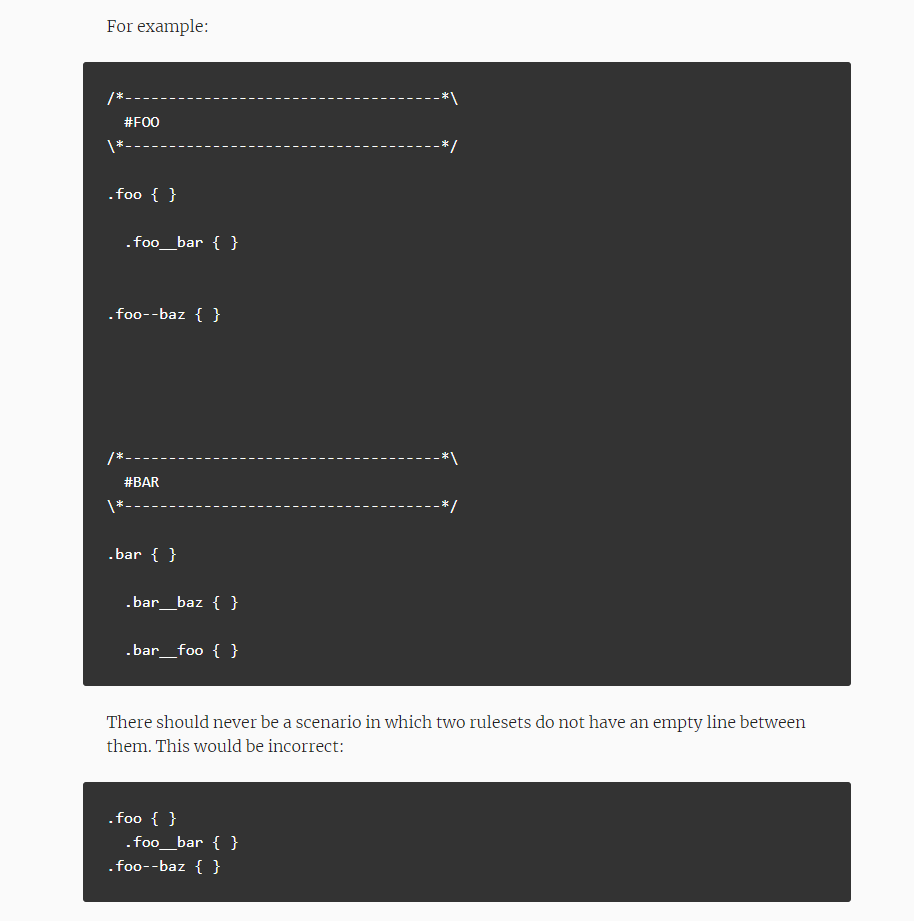 For example:
/*------------------------------------*\
  #FOO
\*------------------------------------*/
.foo { }
  .foo__bar { }
.foo--baz { }
/*------------------------------------*\
  #BAR
\*------------------------------------*/
.bar { }
  .bar__baz { }
  .bar__foo { }
There should never be a scenario in which two rulesets do not have an empty line between
them. This would be incorrect:
.foo { }
  .foo__bar { }
.foo--baz { }